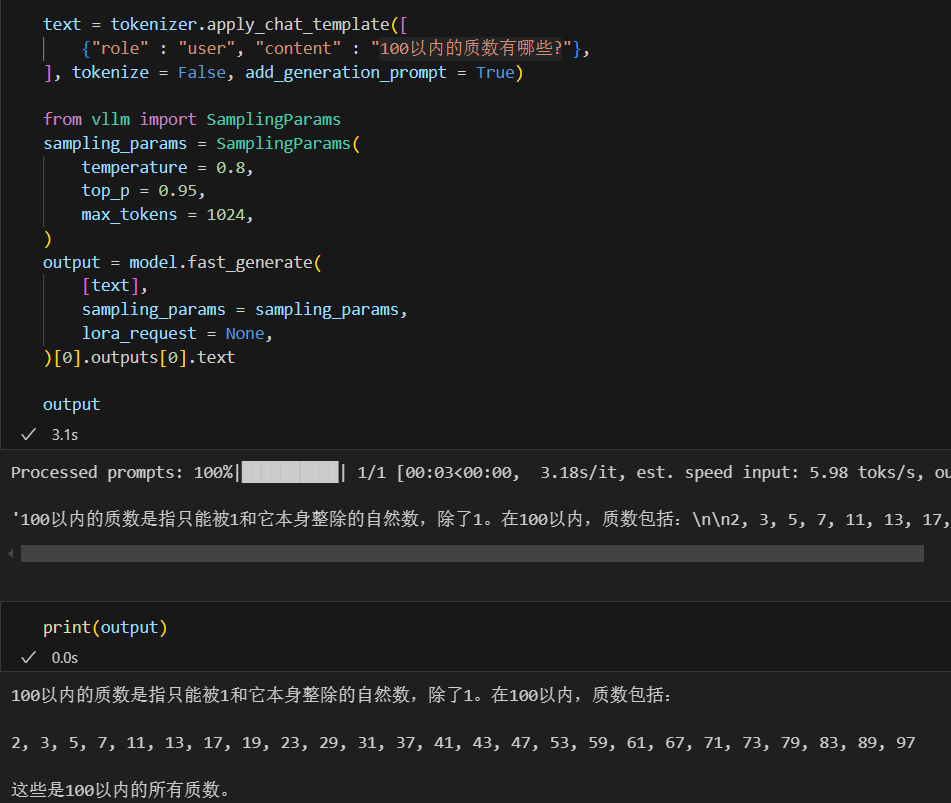 text = tokenizer.apply_chat_template([
    {"role" : "user", "content" : "100以内的质数有哪些?"},
], tokenize = False, add_generation_prompt = True)
from vllm import SamplingParams
sampling_params = SamplingParams(
    temperature = 0.8,
    top_p = 0.95,
    max_tokens = 1024,
)
output = model.fast_generate(
    [text],
    sampling_params = sampling_params,
    lora_request = None,
)[0].outputs[0].text
output
3.1s
Processed prompts: 100%|██████████| 1/1 [00:03<00:00,  3.18s/it, est. speed input: 5.98 toks/s, ou
'100以内的质数是指只能被1和它本身整除的自然数，除了1。在100以内，质数包括：\n\n2, 3, 5, 7, 11, 13, 17,
print(output)
0.0s
100以内的质数是指只能被1和它本身整除的自然数，除了1。在100以内，质数包括：
2, 3, 5, 7, 11, 13, 17, 19, 23, 29, 31, 37, 41, 43, 47, 53, 59, 61, 67, 71, 73, 79, 83, 89, 97
这些是100以内的所有质数。